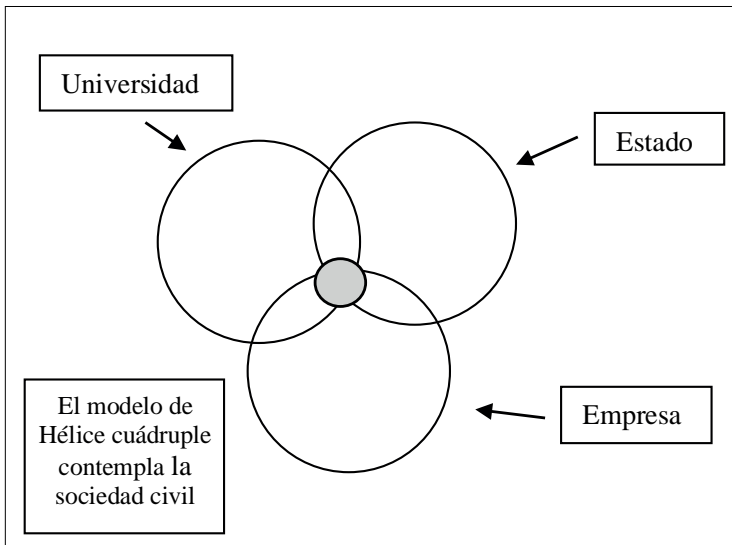 Universidad
Estado
Empresa
El modelo de
Hélice cuádruple
contempla la
sociedad civil